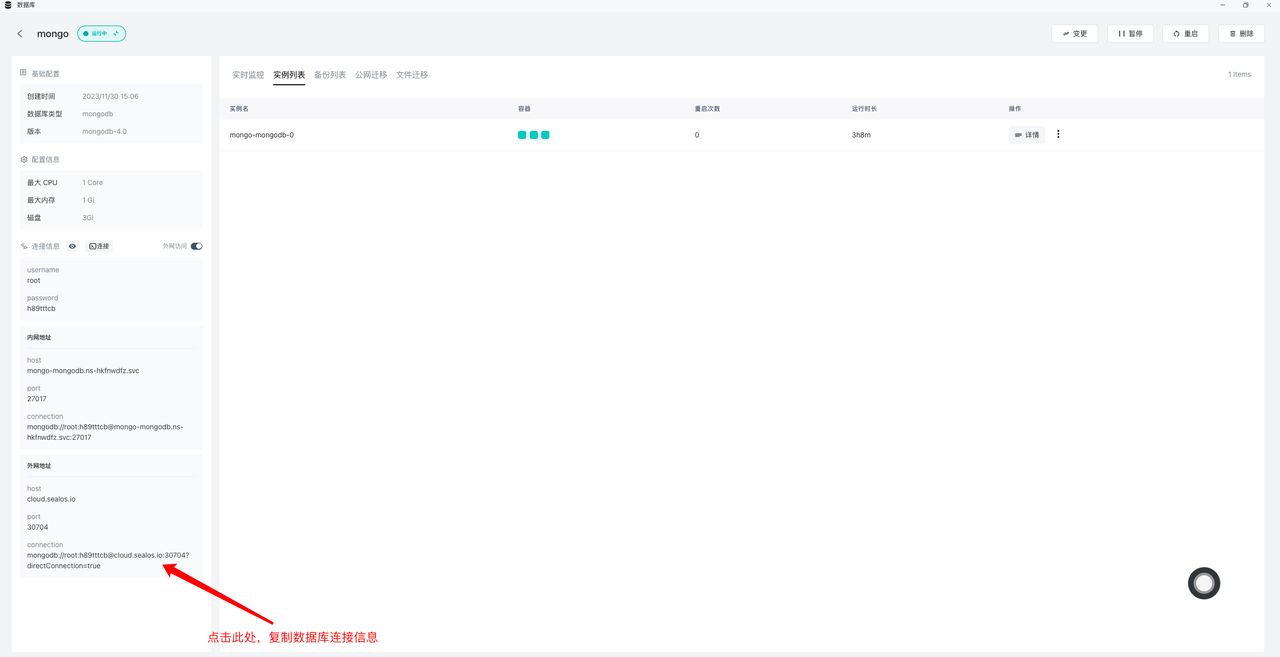 数据库
mongo
运行中
变更
暂停
重启
删除
基础配置
创建时间 2023/11/30 15:06
数据库类型 mongodb
版本 mongodb-4.0
配置信息
最大 CPU 1 Core
最大内存 1 Gi
磁盘 3Gi
连接信息 连接 外网访问
username
root
password
h89tttcb
内网地址
host
mongo-mongodb.ns-hkfnwdfz.svc
port
27017
connection
mongodb://root:h89tttcb@mongo-mongodb.ns-
hkfnwdfz.svc:27017
外网地址
host
cloud.sealos.io
port
30704
connection
mongodb://root:h89tttcb@cloud.sealos.io:30704?
directConnection=true
实时监控 实例列表 备份列表 公网迁移 文件迁移 1 Items
实例名 容器 重启次数 运行时长 操作
mongo-mongodb-0 0 3h8m 详情
点击此处，复制数据库连接信息